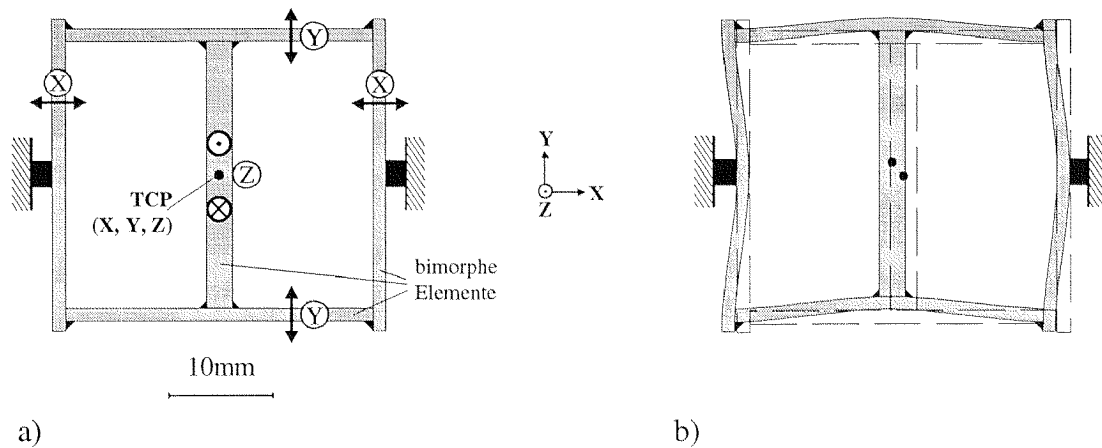 Y
X
X
Z
TCP
(X, Y, Z)
bimorphe
Elemente
Y
10mm
a)
Y
X
Z
b)